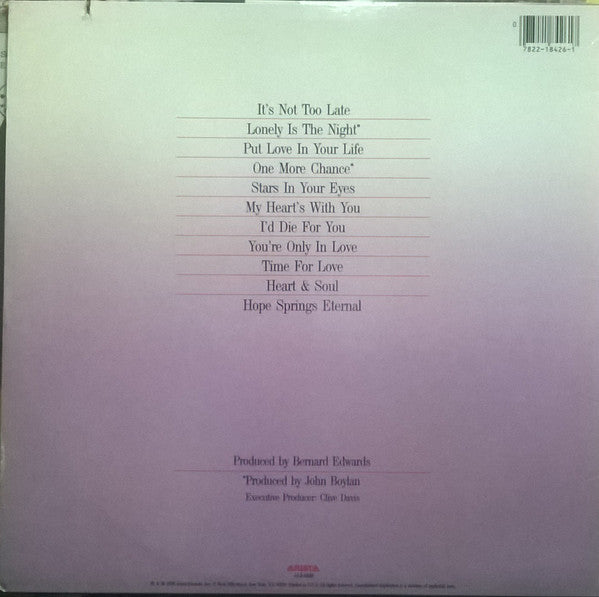 0
7822-18426-1
It's Not Too Late
Lonely Is The Night*
Put Love In Your Life
One More Chance*
Stars In Your Eyes
My Heart's With You
I'd Die For You
You're Only In Love
Time For Love
Heart & Soul
Hope Springs Eternal
Produced by Bernard Edwards
*Produced by John Boylan
Executive Producer: Clive Davis
ARISTA